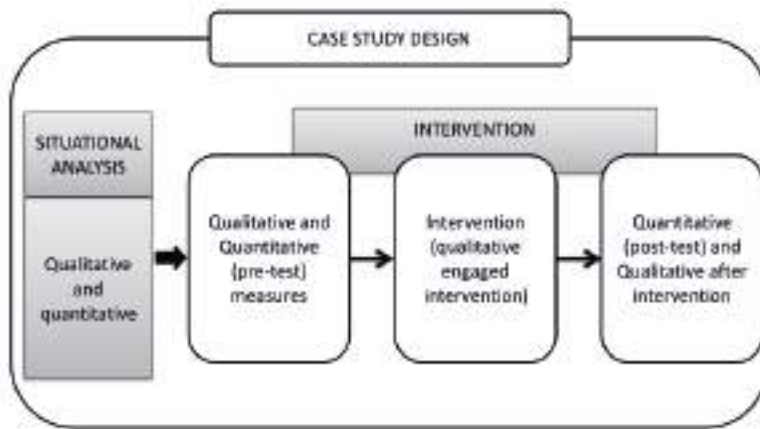 CASE STUDY DESIGN
SITUATIONAL
ANALYSIS
Qualitative
and
quantitative
INTERVENTION
Qualitative and
Quantitative
(pre-test)
measures
Intervention
(qualitative
engaged
intervention)
Quantitative
(post-test) and
Qualitative after
intervention